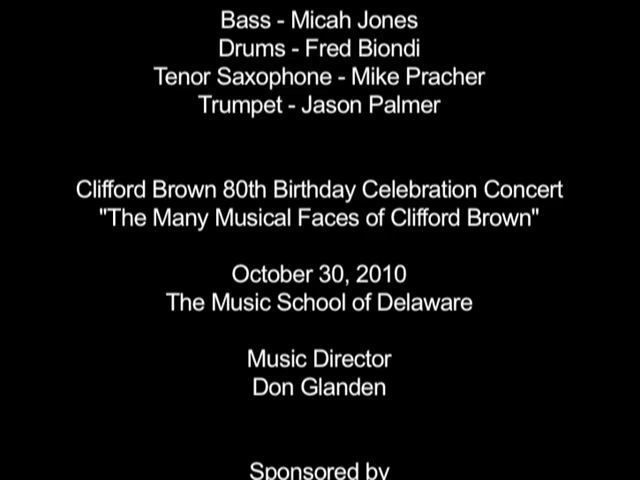 Bass - Micah Jones
Drums - Fred Biondi
Tenor Saxophone - Mike Pracher
Trumpet - Jason Palmer
Clifford Brown 80th Birthday Celebration Concert
"The Many Musical Faces of Clifford Brown"
October 30, 2010
The Music School of Delaware
Music Director
Don Glanden
Sponsored by